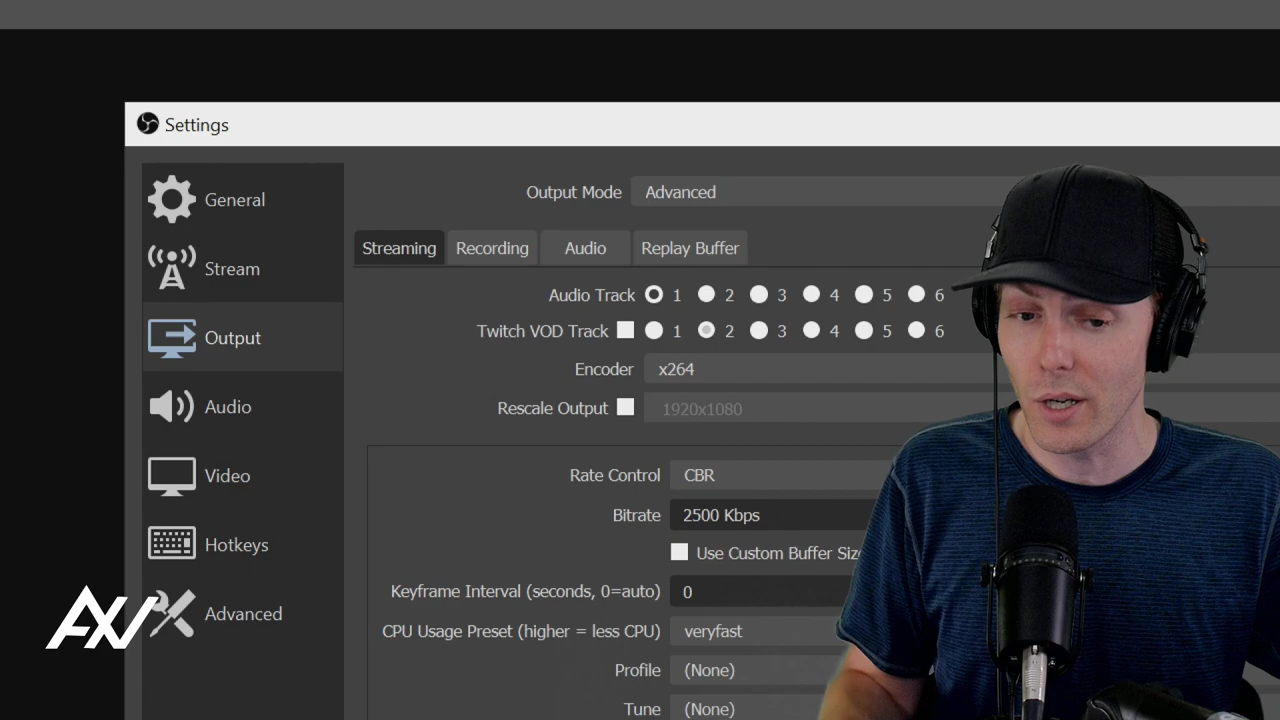 Settings
General
Stream
Output
Audio
Video
Hotkeys
Advanced
Output Mode Advanced
Streaming Recording Audio Replay Buffer
Audio Track 1 2 3 4 5 6
Twitch VOD Track 1 2 3 4 5 6
Encoder x264
Rescale Output 1920x1080
Rate Control CBR
Bitrate 2500 Kbps
Use Custom Buffer Size
Keyframe Interval (seconds, 0=auto) 0
CPU Usage Preset (higher = less CPU) veryfast
Profile (None)
Tune (None)